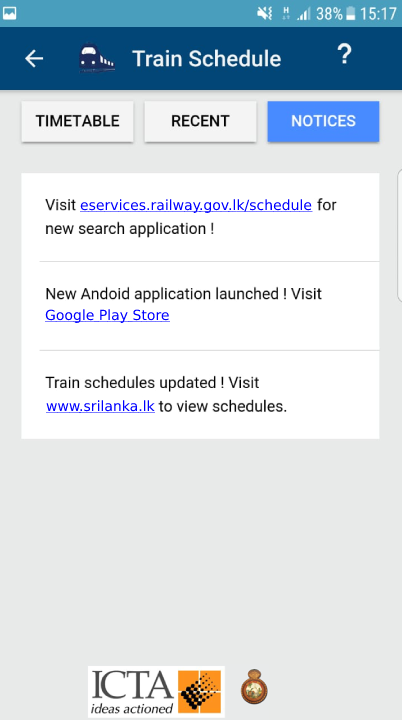 38% 15:17
Train Schedule ?
TIMETABLE RECENT NOTICES
Visit eservices.railway.gov.lk/schedule for
new search application !
New Andoid application launched ! Visit
Google Play Store
Train schedules updated ! Visit
www.srilanka.lk to view schedules.
ICTA
ideas actioned